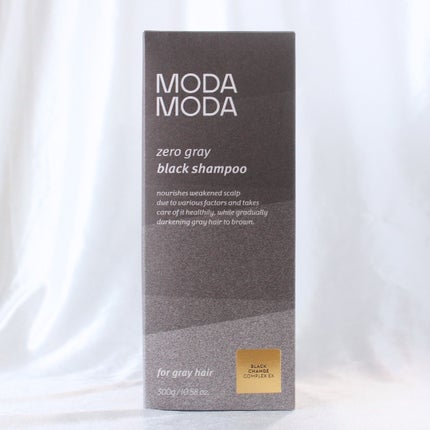 MODA
MODA
zero gray
black shampoo
nourishes weakened scalp
due to various factors and takes
care of it healthily, while gradually
darkening gray hair to brown.
for gray hair
300g / 10.58 oz.
BLACK
CHANGE
COMPLEX EX